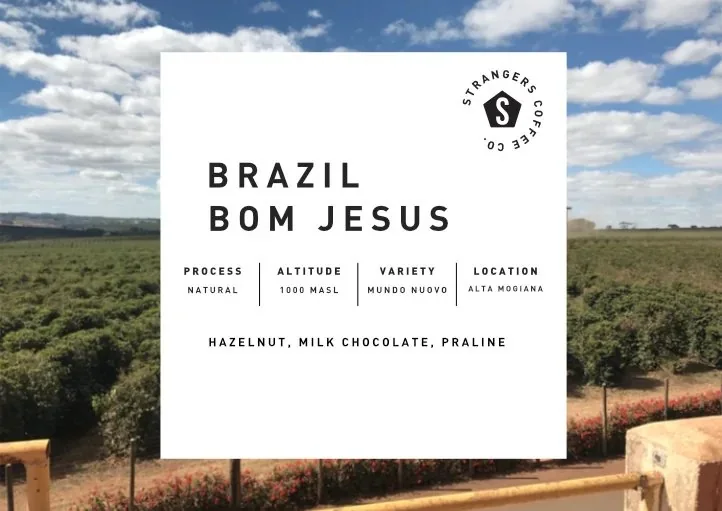 STRANGERS COFFEE CO.
S
BRAZIL
BOM JESUS
PROCESS ALTITUDE VARIETY LOCATION
NATURAL 1000 MASL MUNDO NUOVO ALTA MOGIANA
HAZELNUT, MILK CHOCOLATE, PRALINE